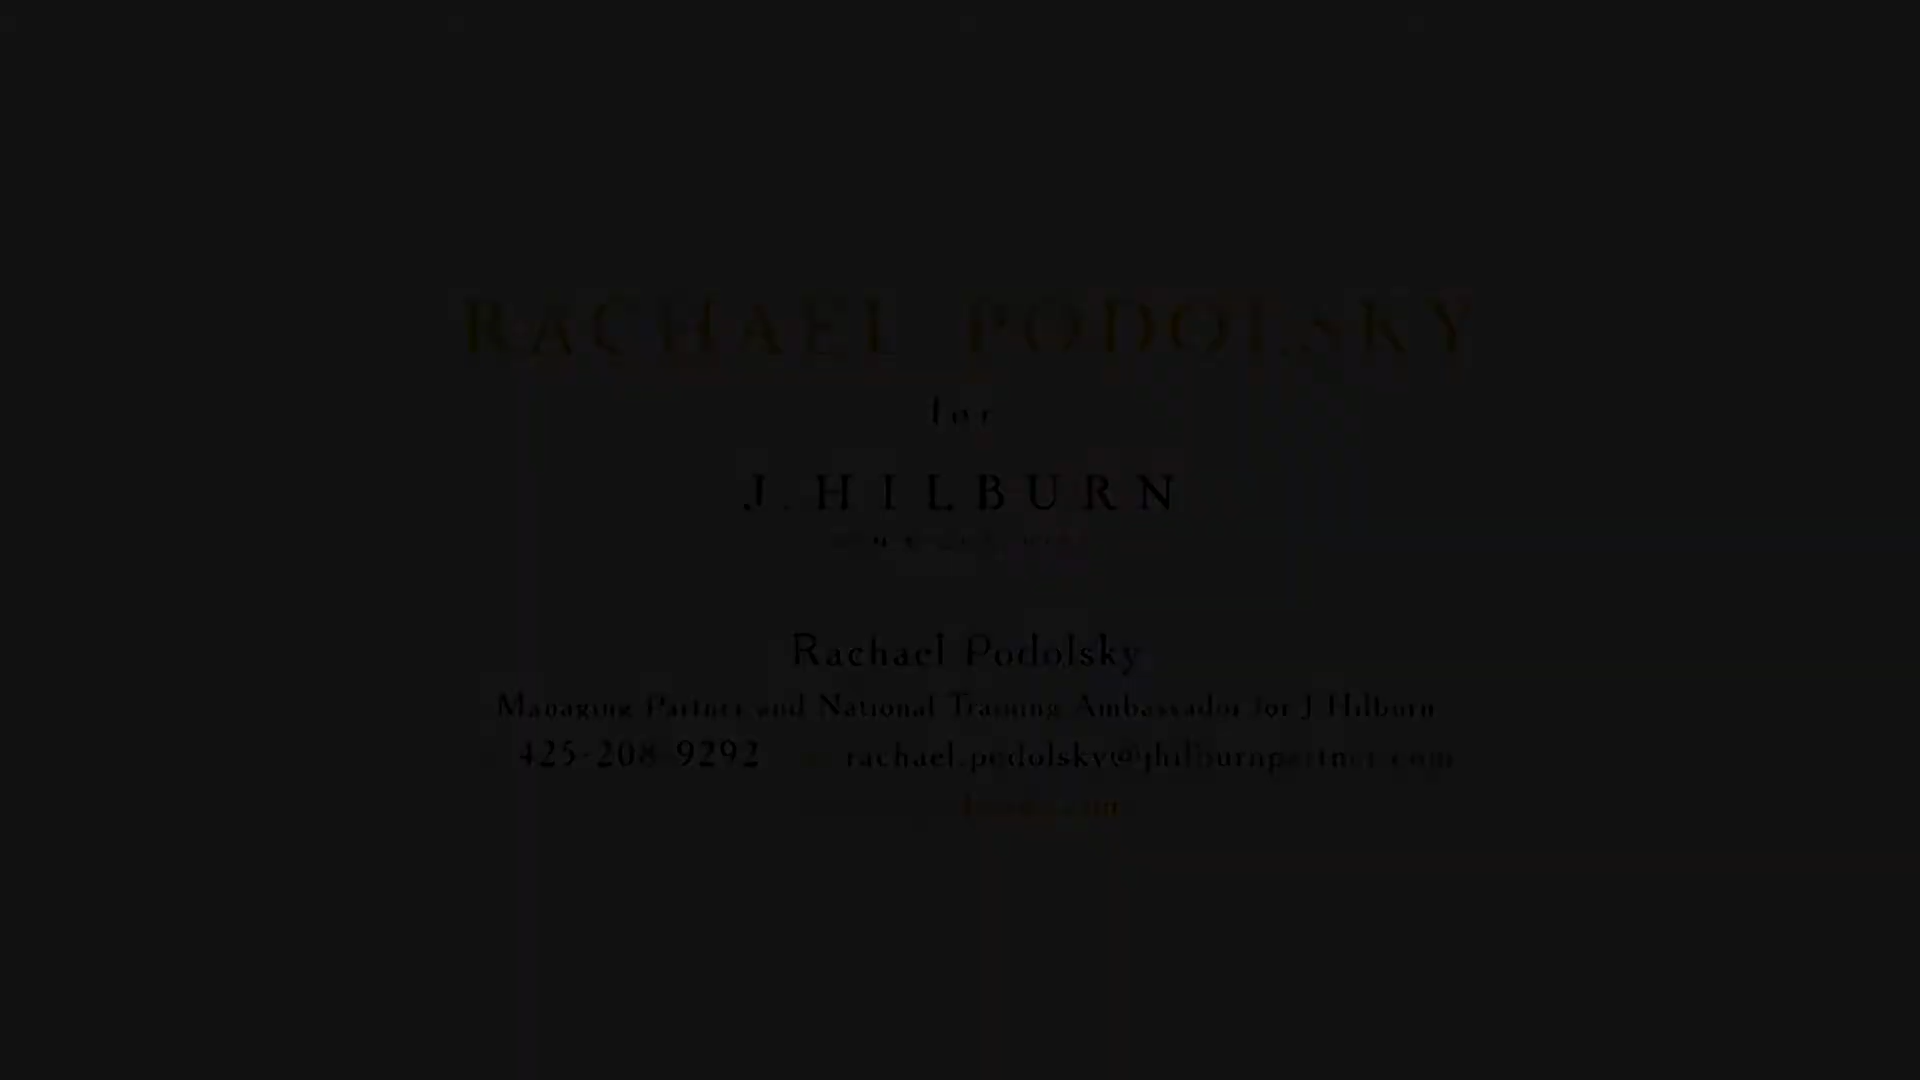 RACHAEL PODOLSKY
for
J.HILBURN
Rachael Podolsky
Managing Partner and National Training Ambassador for J.Hilburn
425-208-9292 rachael.podolsky@jhilburnpartner.com